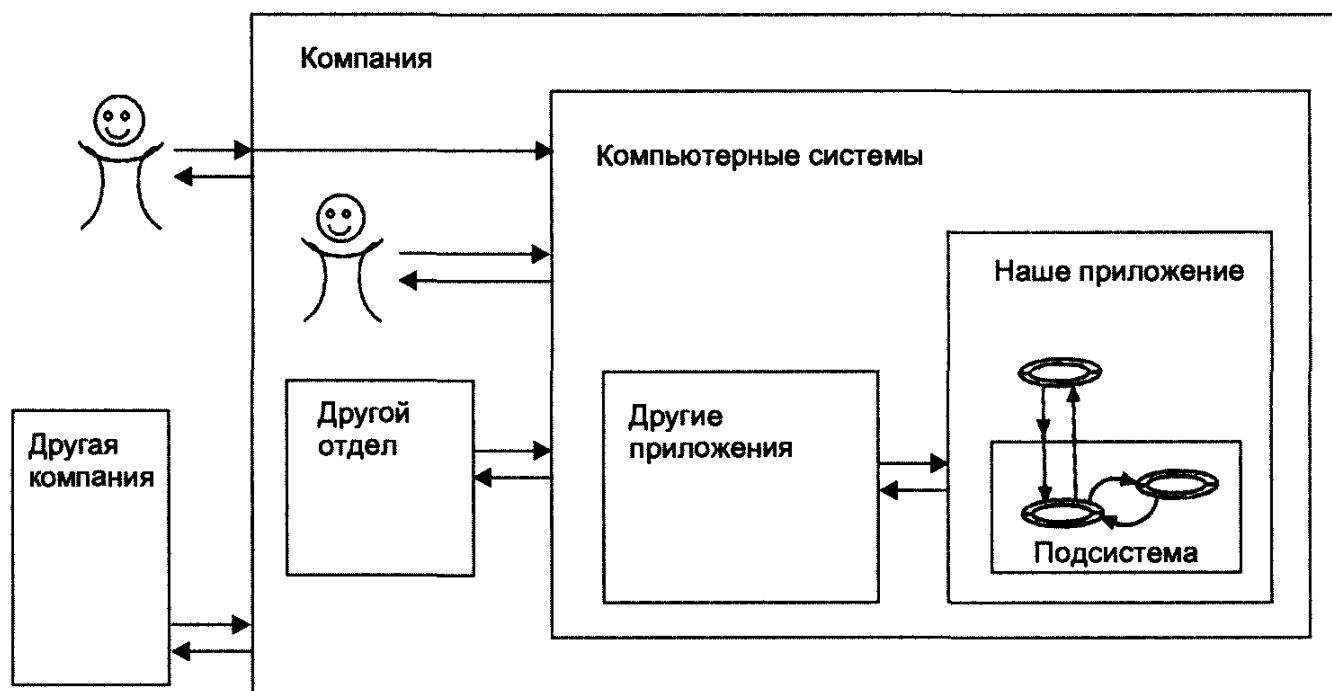 Компания
Компьютерные системы
Наше приложение
Другой
отдел
Другие
приложения
Другая
компания
Подсистема